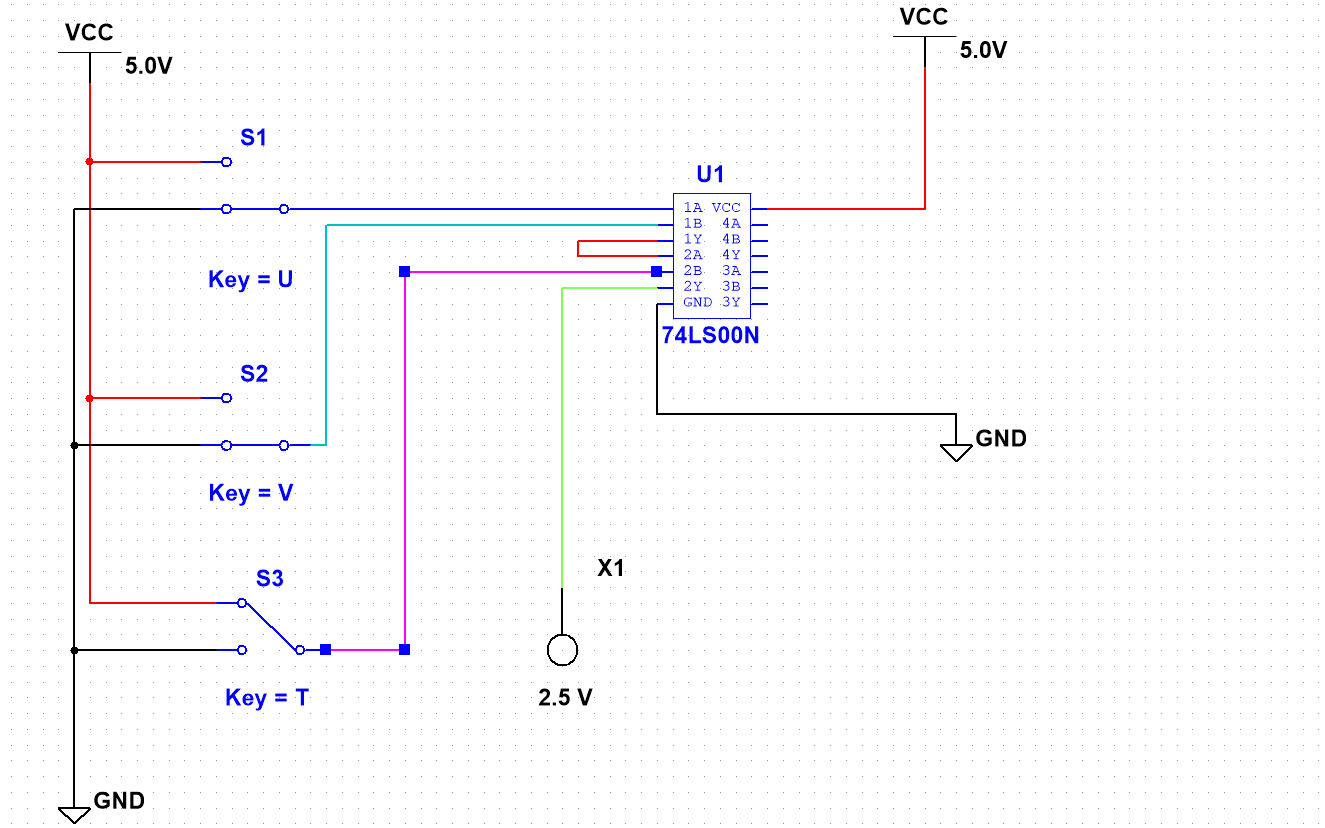 VCC
5.0V
VCC
5.0V
S1
Key = U
U1
1A VCC
1B 4A
1Y 4B
2A 4Y
2B 3A
2Y 3B
GND 3Y
74LS00N
S2
Key = V
GND
S3
Key = T
X1
2.5 V
GND